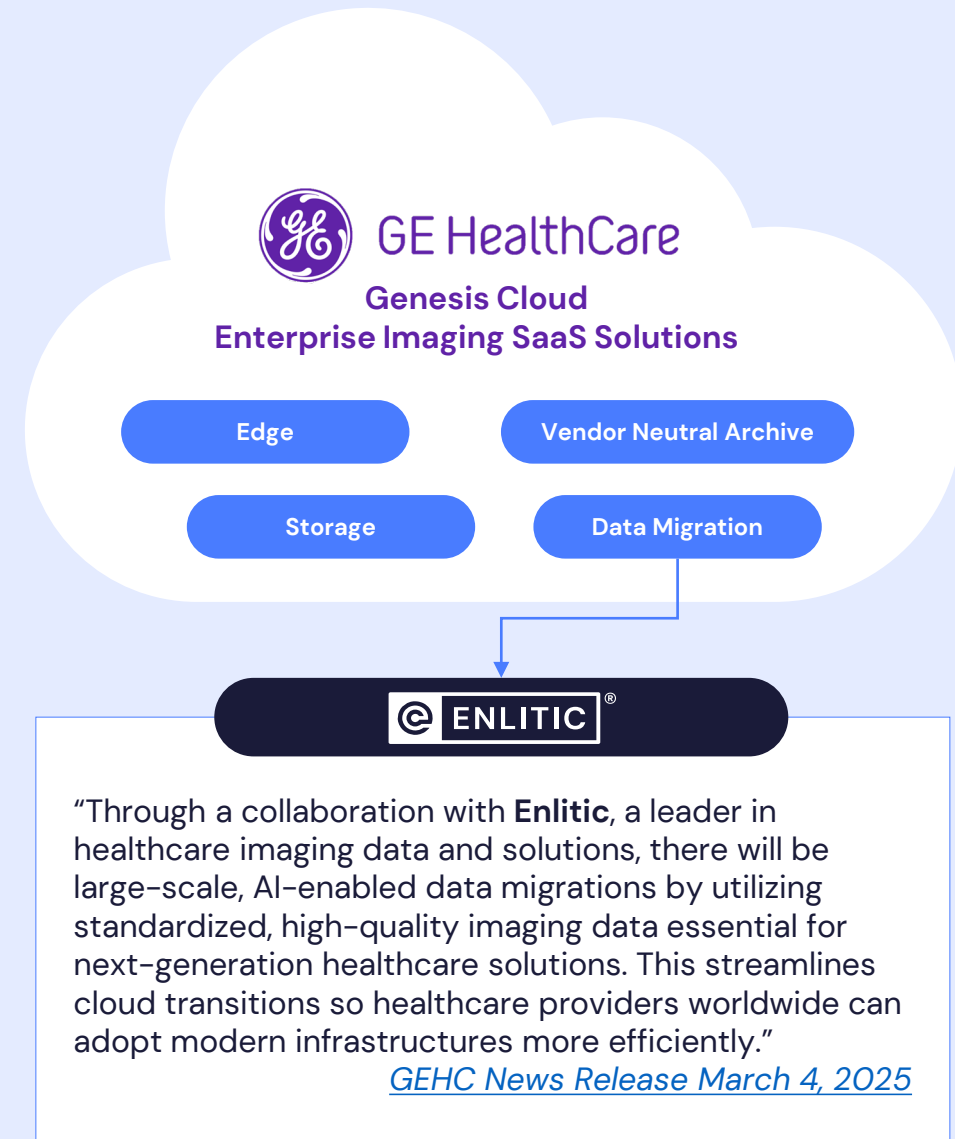 GE HealthCare
Genesis Cloud
Enterprise Imaging SaaS Solutions
Edge
Vendor Neutral Archive
Storage
Data Migration
ENLITIC®
“Through a collaboration with Enlitic, a leader in
healthcare imaging data and solutions, there will be
large-scale, AI-enabled data migrations by utilizing
standardized, high-quality imaging data essential for
next-generation healthcare solutions. This streamlines
cloud transitions so healthcare providers worldwide can
adopt modern infrastructures more efficiently.”
GEHC News Release March 4, 2025